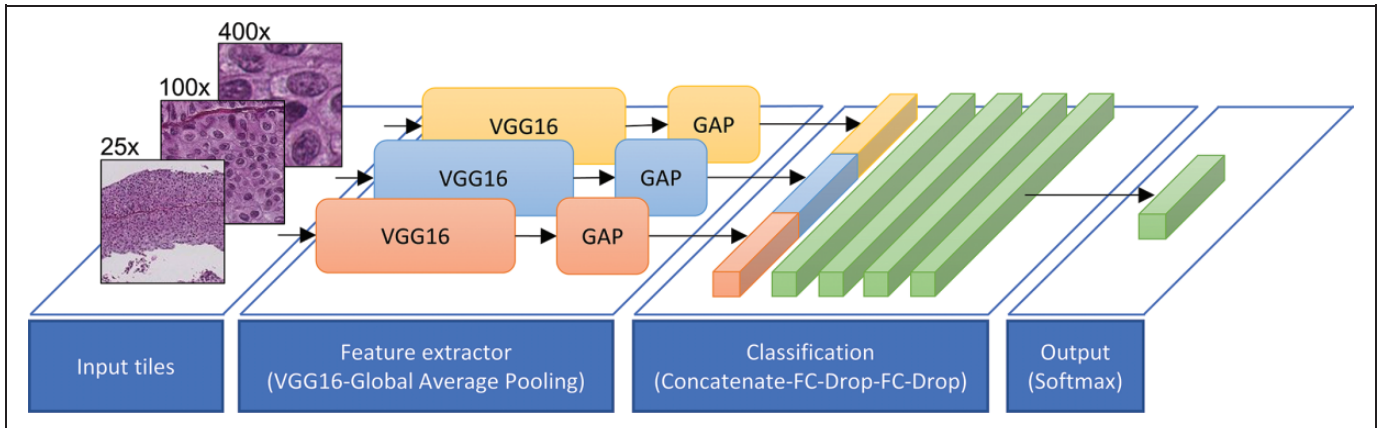 400x
100x
25x
VGG16
GAP
VGG16
GAP
VGG16
GAP
Input tiles
Feature extractor
(VGG16-Global Average Pooling)
Classification
(Concatenate-FC-Drop-FC-Drop)
Output
(Softmax)